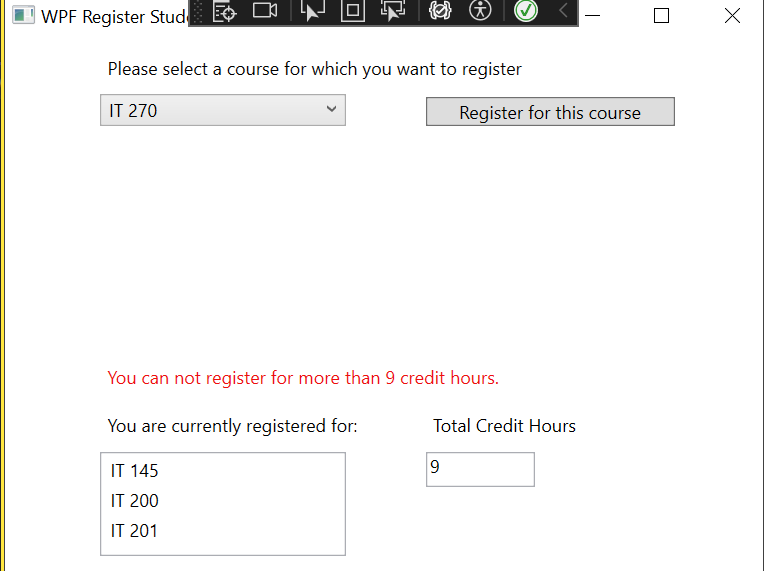 WPF Register Stud
Please select a course for which you want to register
IT 270
Register for this course
You can not register for more than 9 credit hours.
You are currently registered for:
Total Credit Hours
IT 145
9
IT 200
IT 201